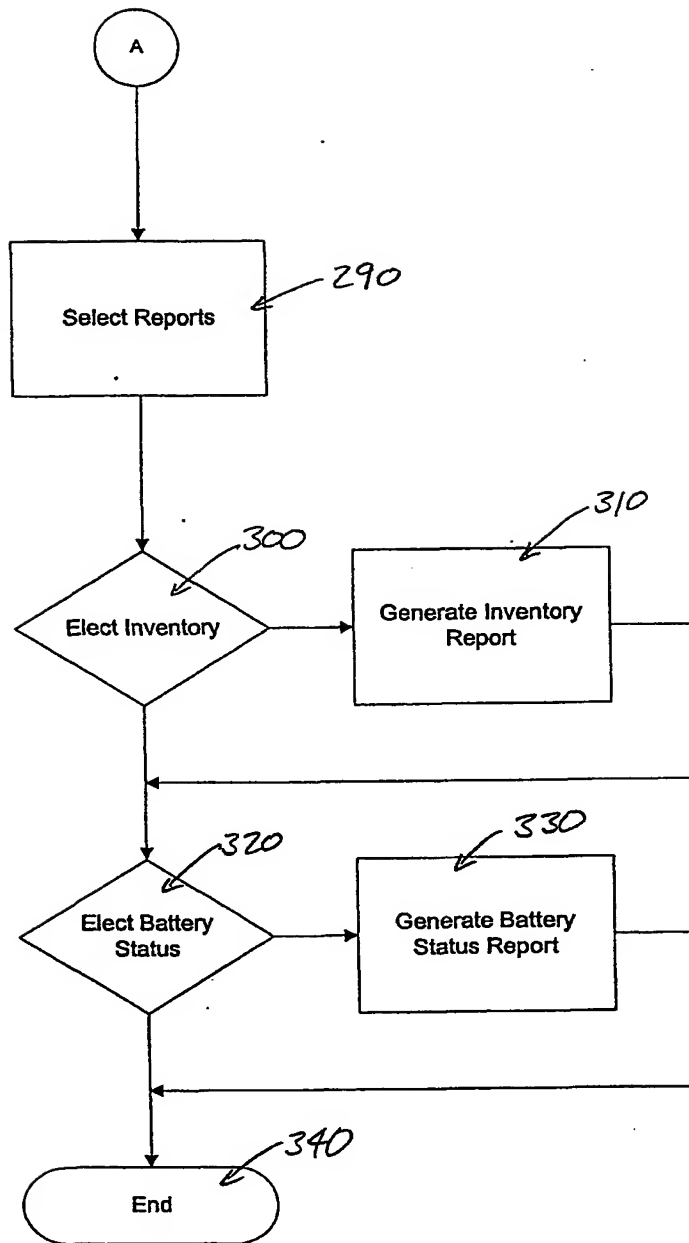 A
290
Select Reports
300
Elect Inventory
310
Generate Inventory
Report
320
Elect Battery
Status
330
Generate Battery
Status Report
340
End